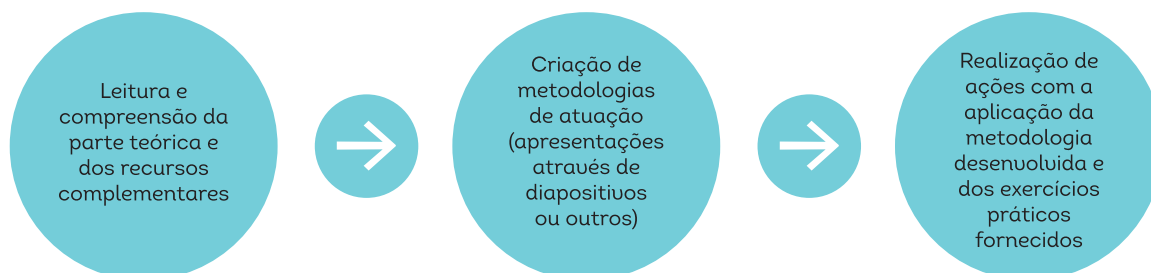 Leitura e
compreensão da
parte teórica e
dos recursos
complementares
Criação de
metodologias
de atuação
(apresentações
através de
diapositivos
ou outros)
Realização de
ações com a
aplicação da
metodologia
desenvolvida e
dos exercícios
práticos
fornecidos